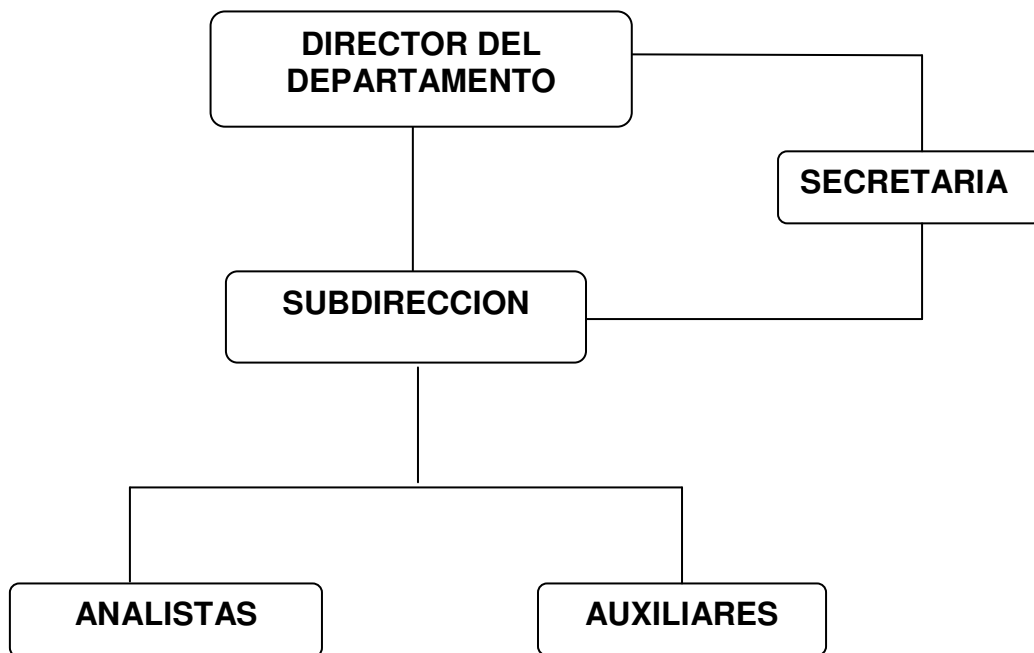 DIRECTOR DEL
DEPARTAMENTO
SECRETARIA
SUBDIRECCION
ANALISTAS
AUXILIARES